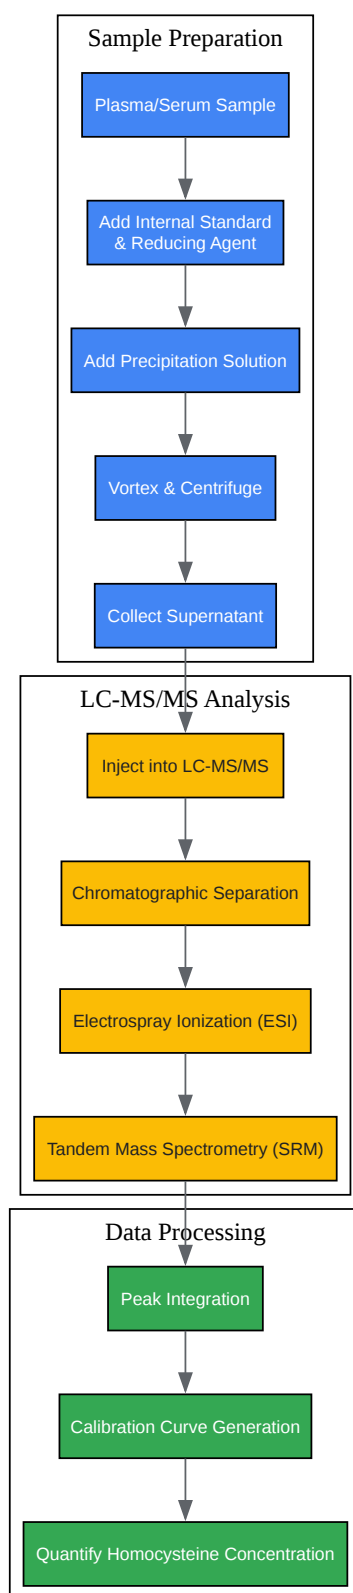 Sample Preparation
Plasma/Serum Sample
Add Internal Standard
& Reducing Agent
Add Precipitation Solution
Vortex & Centrifuge
Collect Supernatant
LC-MS/MS Analysis
Inject into LC-MS/MS
Chromatographic Separation
Electrospray Ionization (ESI)
Tandem Mass Spectrometry (SRM)
Data Processing
Peak Integration
Calibration Curve Generation
Quantify Homocysteine Concentration